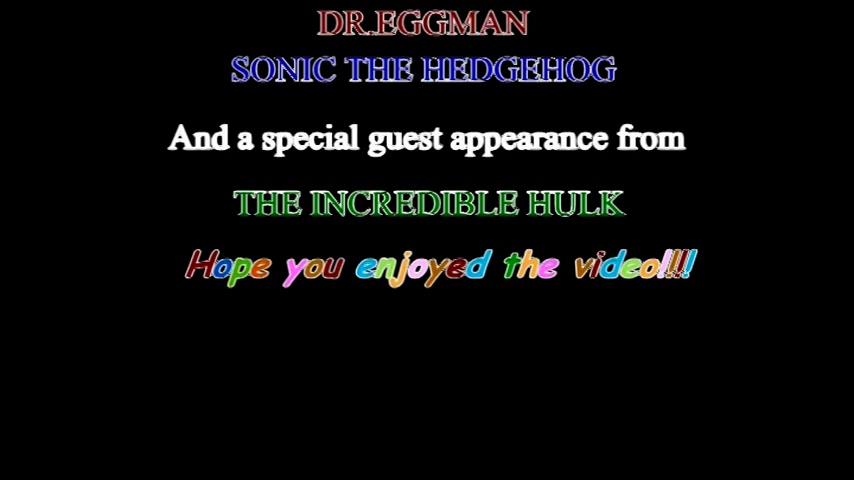 DR.EGGMAN
SONIC THE HEDGEHOG
And a special guest appearance from
THE INCREDIBLE HULK
Hope you enjoyed the video!!!!